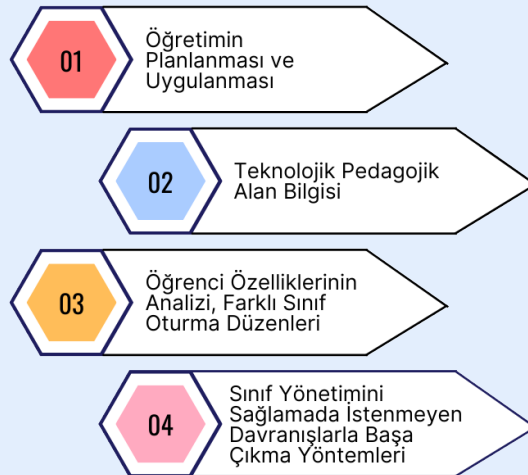 01
Öğretimin
Planlanması ve
Uygulanması
02
Teknolojik Pedagojik
Alan Bilgisi
03
Öğrenci Özelliklerinin
Analizi, Farklı Sınıf
Oturma Düzenleri
04
Sınıf Yönetimini
Sağlamada İstenmeyen
Davranışlarla Başa
Çıkma Yöntemleri